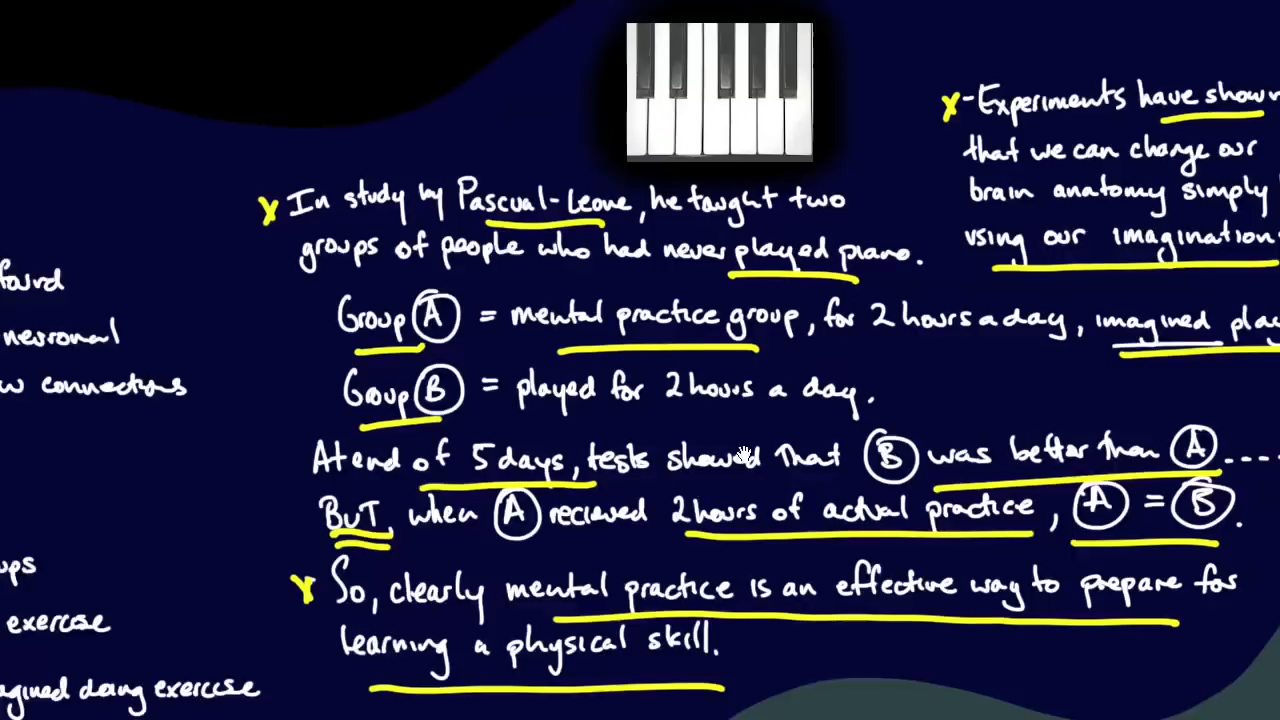 - Experiments have shown
that we can change our
brain anatomy simply
using our imagination
In study by Pascual-Leone, he taught two
groups of people who had never played piano.
Group A = mental practice group, for 2 hours a day, imagined
Group B = played for 2 hours a day.
At end of 5 days, tests showed that B was better than A ....
BUT when A recieved 2 hours of actual practice, A = B.
So, clearly mental practice is an effective way to prepare for
learning a physical skill.
neuronal
connections
exercise
doing exercise